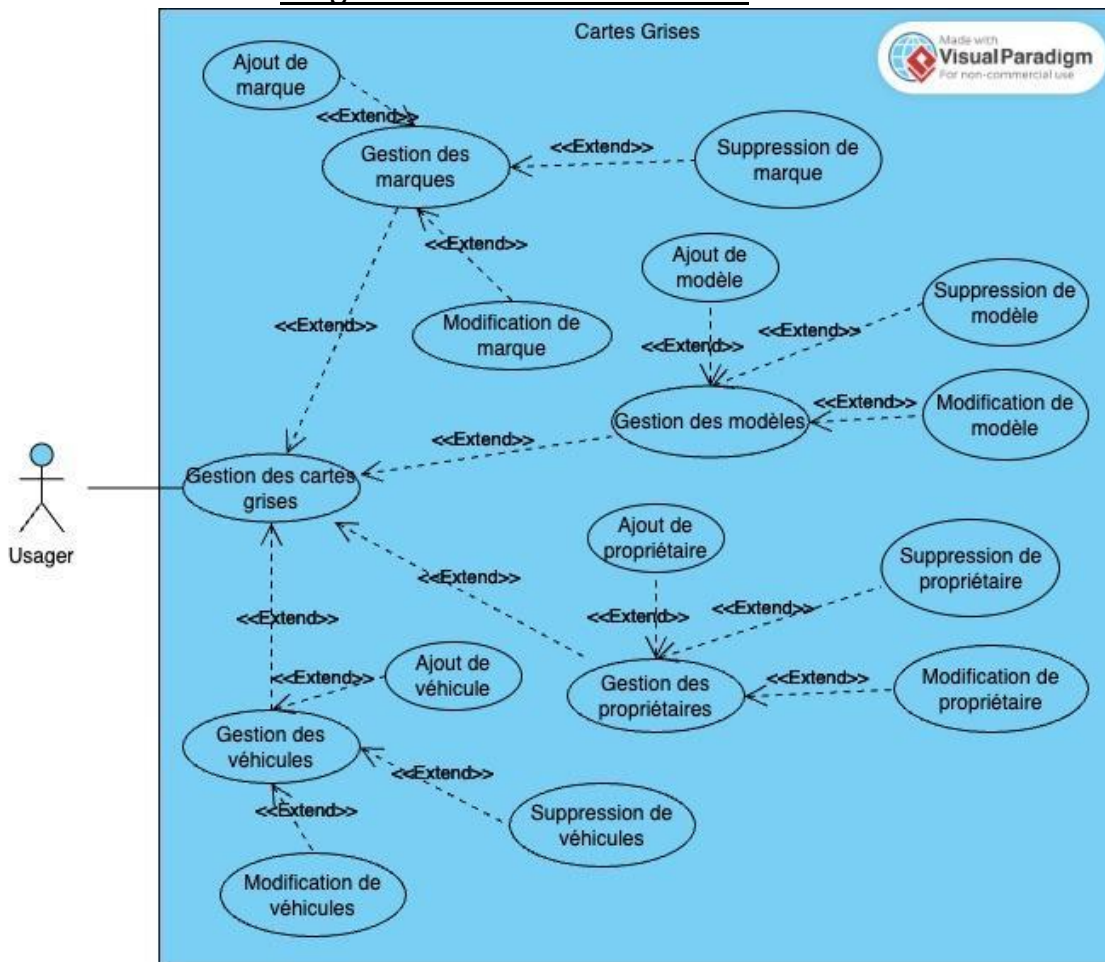 Cartes Grises
Made with
Visual Paradigm
For non-commercial use
Ajout de
marque
<<Extend>>
Gestion des
marques
<<Extend>>
Suppression de
marque
<<Extend>>
Modification de
marque
<<Extend>>
Ajout de
modèle
<<Extend>>
Suppression de
modèle
<<Extend>>
Gestion des modèles
<<Extend>>
Modification de
modèle
<<Extend>>
Usager
Gestion des cartes
grises
Ajout de
propriétaire
<<Extend>>
Suppression de
propriétaire
<<Extend>>
<<Extend>>
Gestion des
propriétaires
<<Extend>>
Modification de
propriétaire
<<Extend>>
Ajout de
véhicule
<<Extend>>
Gestion des
véhicules
<<Extend>>
Suppression de
véhicules
<<Extend>>
Modification de
véhicules